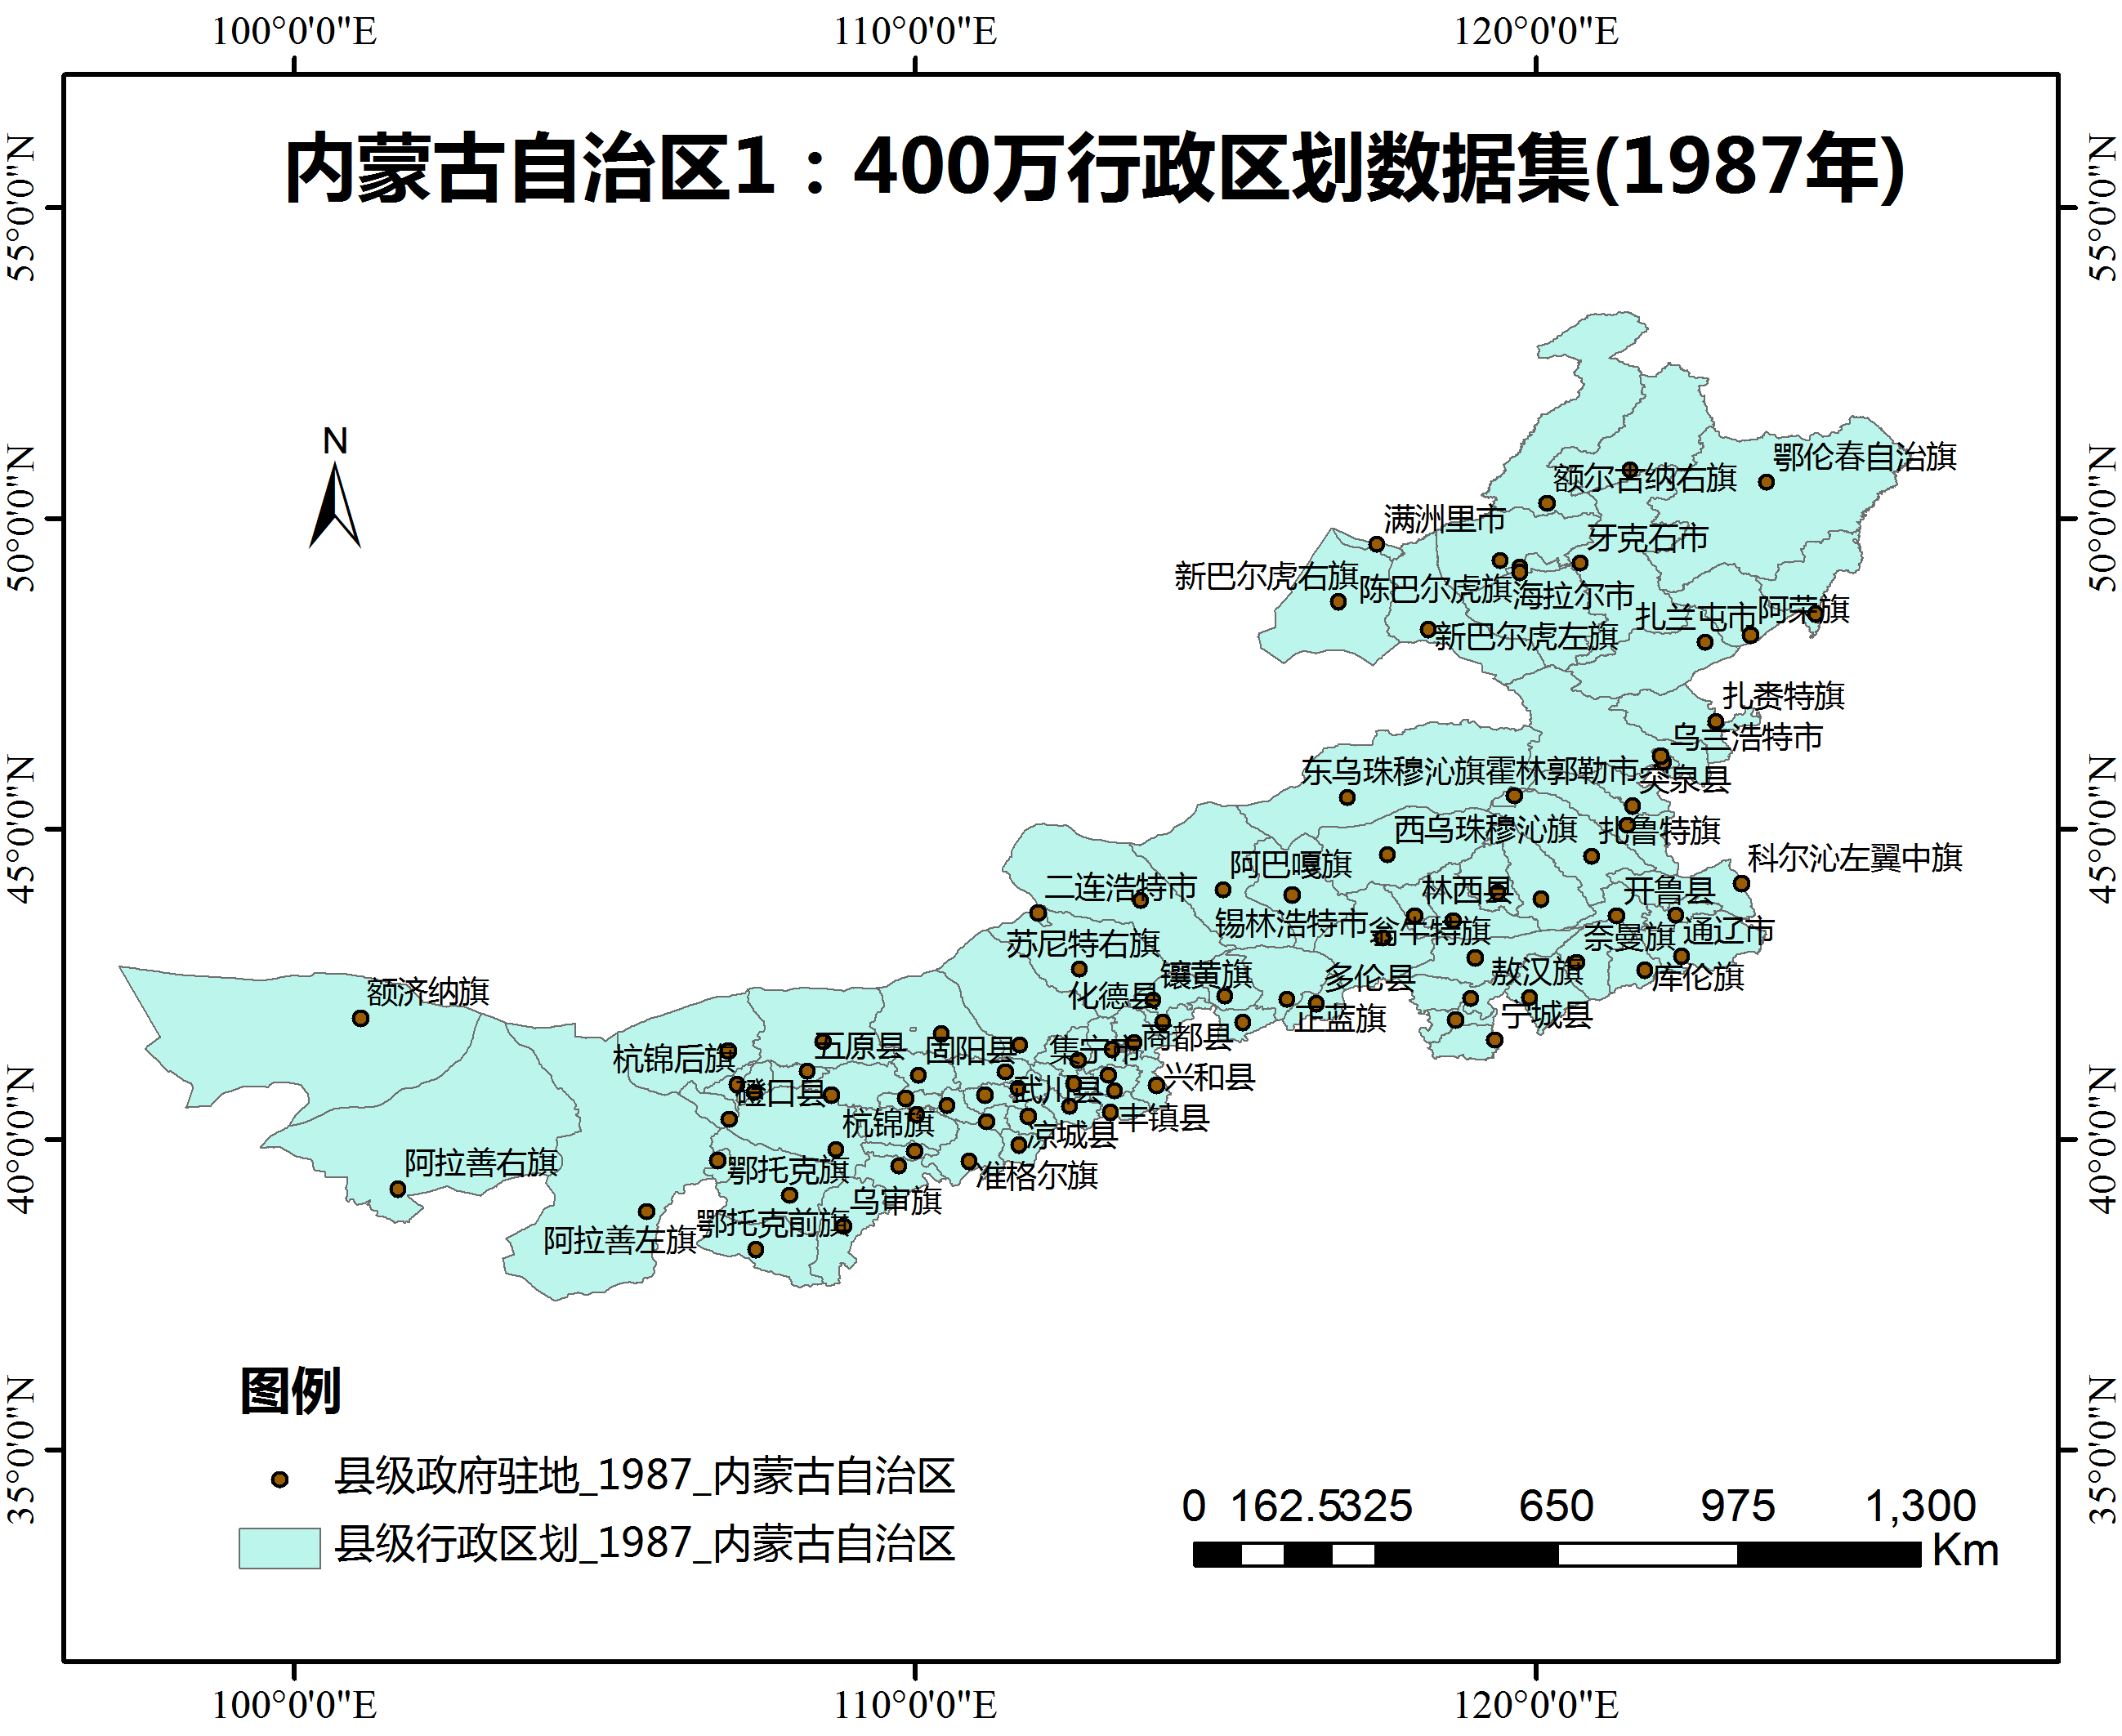 100°0'0"E
110°0'0"E
120°0'0"E
内蒙古自治区1：400万行政区划数据集(1987年)
55°0'0"N
55°0'0"N
N
鄂伦春自治旗
额尔古纳右旗
50°0'0"N
50°0'0"N
满洲里市
牙克石市
新巴尔虎右旗
陈巴尔虎旗
海拉尔市
扎兰屯市
阿荣旗
新巴尔虎左旗
扎赉特旗
乌兰浩特市
东乌珠穆沁旗
霍林郭勒市
突泉县
45°0'0"N
45°0'0"N
西乌珠穆沁旗
扎鲁特旗
科尔沁左翼中旗
阿巴嘎旗
二连浩特市
林西县
开鲁县
锡林浩特市
翁牛特旗
奈曼旗
通辽市
苏尼特右旗
镶黄旗
多伦县
敖汉旗
库伦旗
额济纳旗
化德县
正蓝旗
宁城县
杭锦后旗
五原县
固阳县
集宁市
商都县
磴口县
武川县
兴和县
杭锦旗
丰镇县
凉城县
40°0'0"N
40°0'0"N
阿拉善右旗
鄂托克旗
准格尔旗
乌审旗
阿拉善左旗
鄂托克前旗
图例
35°0'0"N
35°0'0"N
县级政府驻地_1987_内蒙古自治区
县级行政区划_1987_内蒙古自治区
0 162.5 325 650 975 1,300
Km
100°0'0"E
110°0'0"E
120°0'0"E